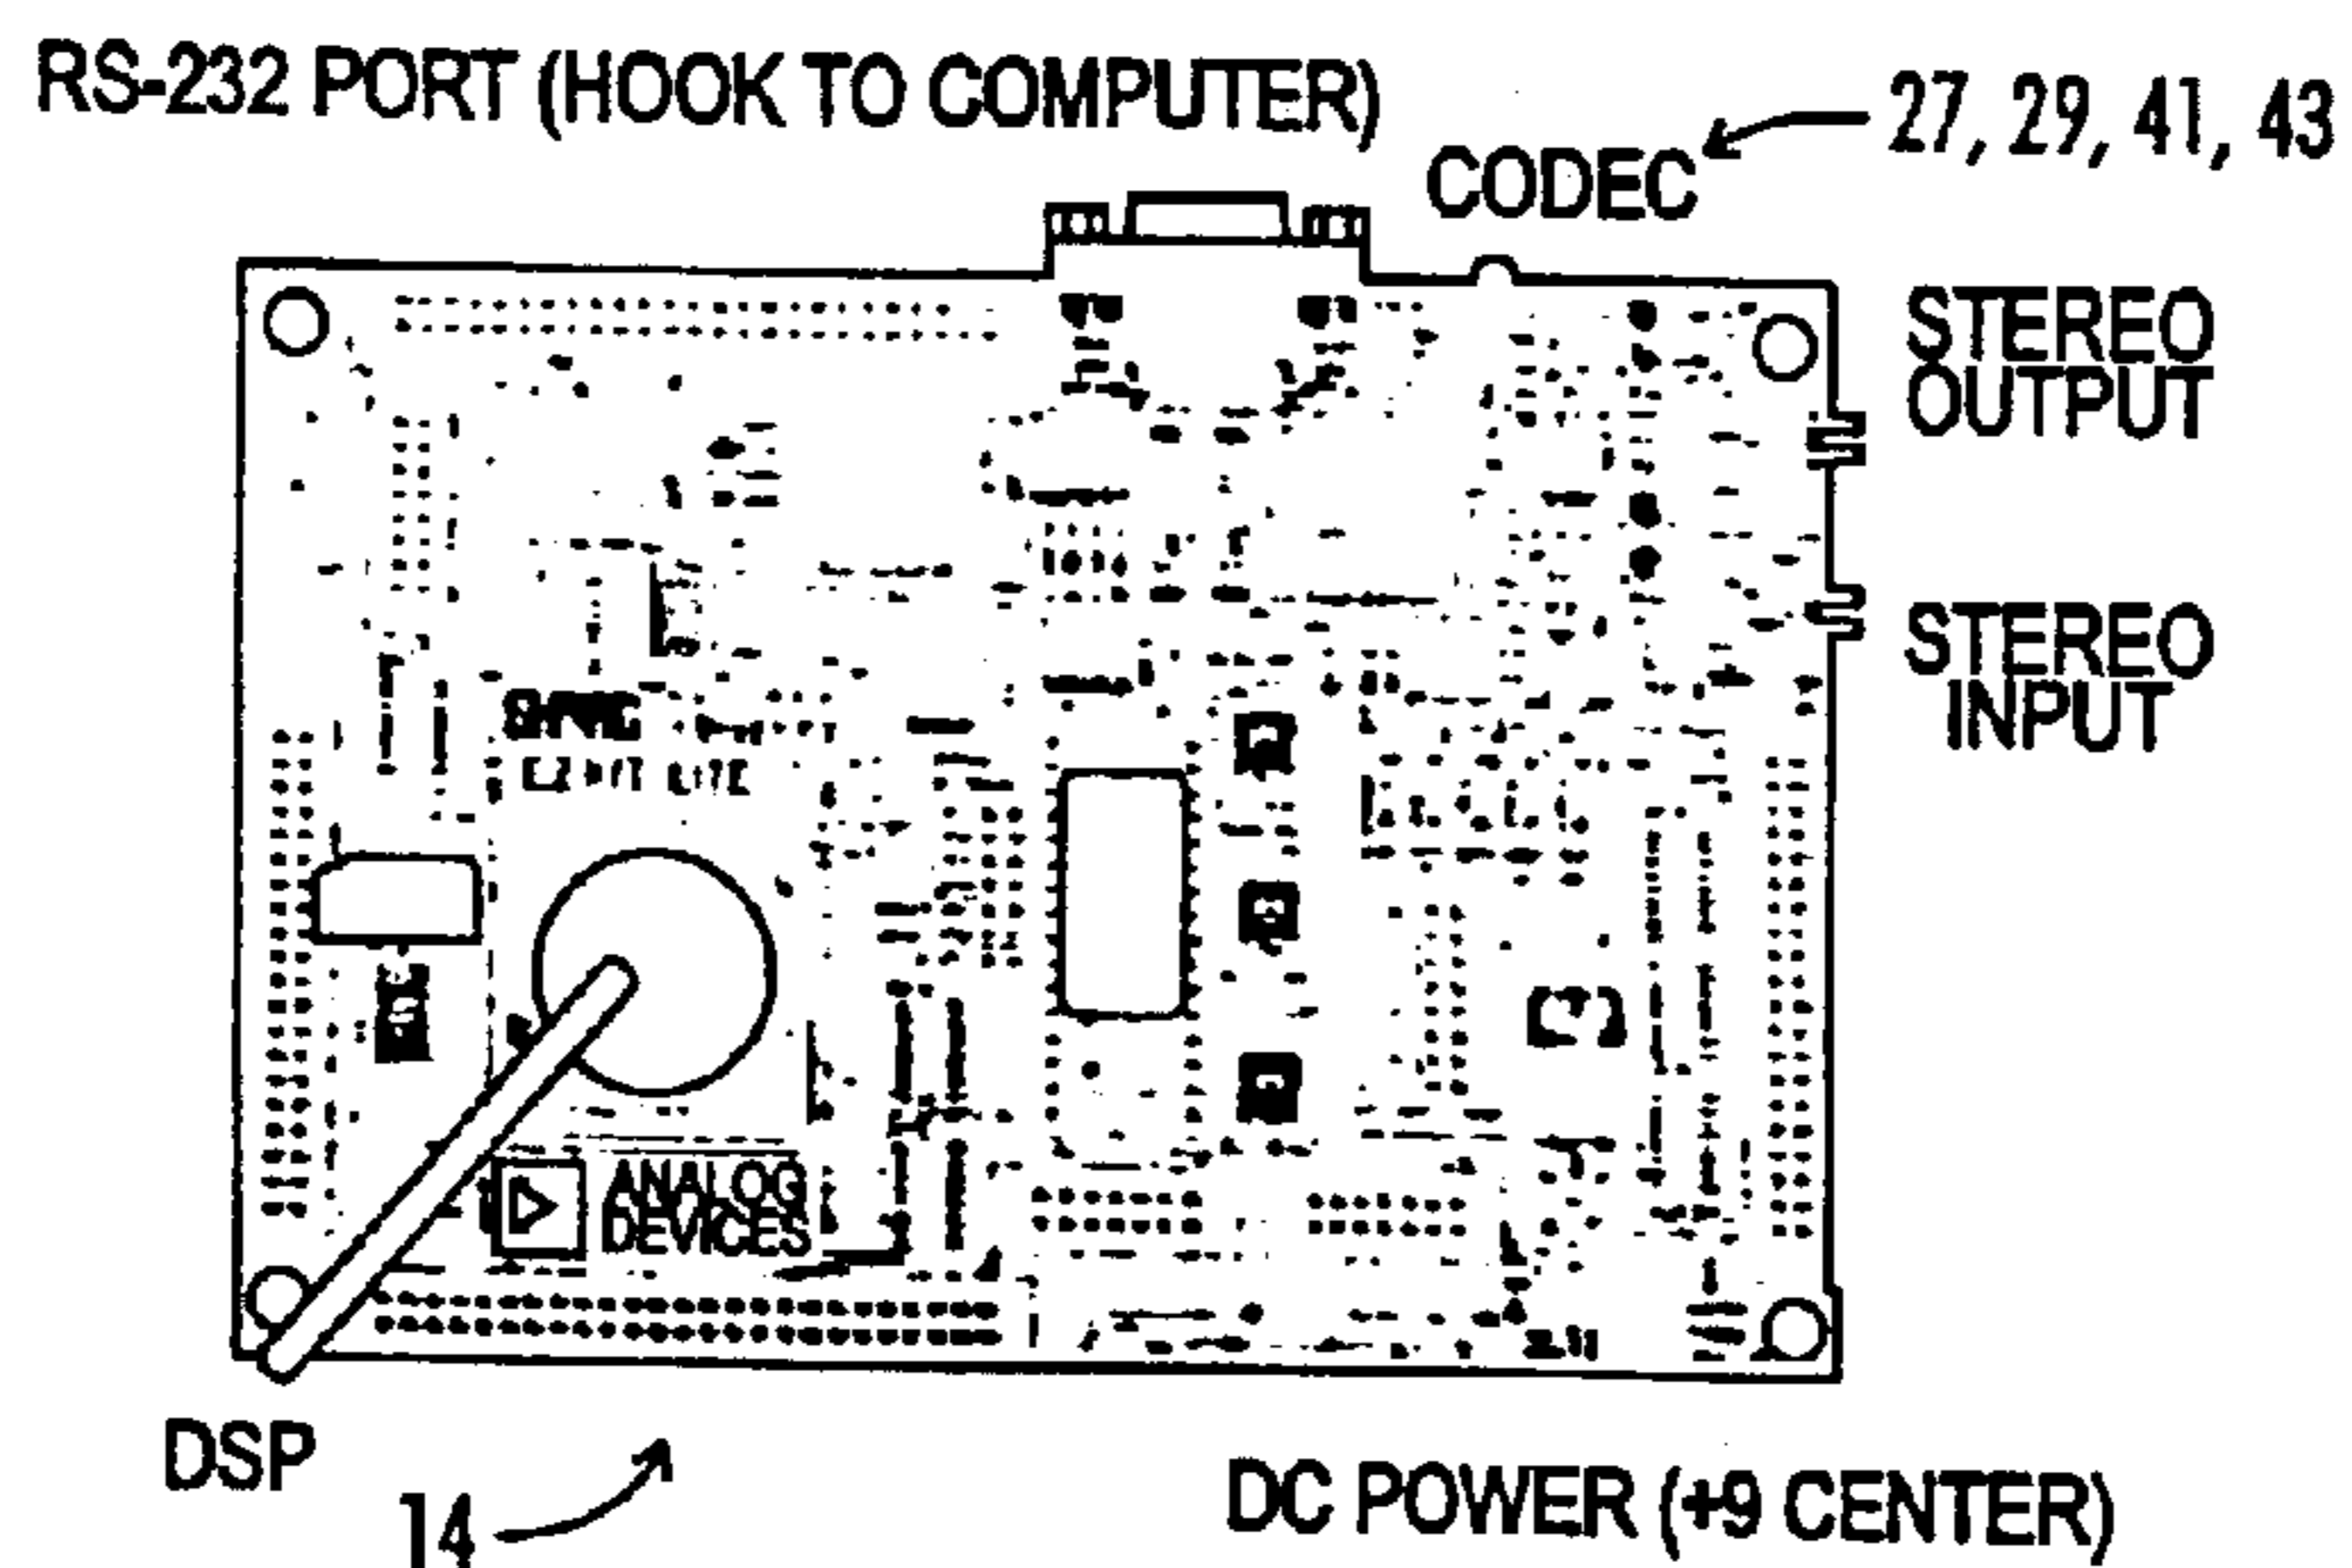 RS-232 PORT (HOOK TO COMPUTER)
27, 29, 41, 43
CODEC
STEREO
OUTPUT
STEREO
INPUT
ANALOG
DEVICES
DSP
14
DC POWER (+9 CENTER)